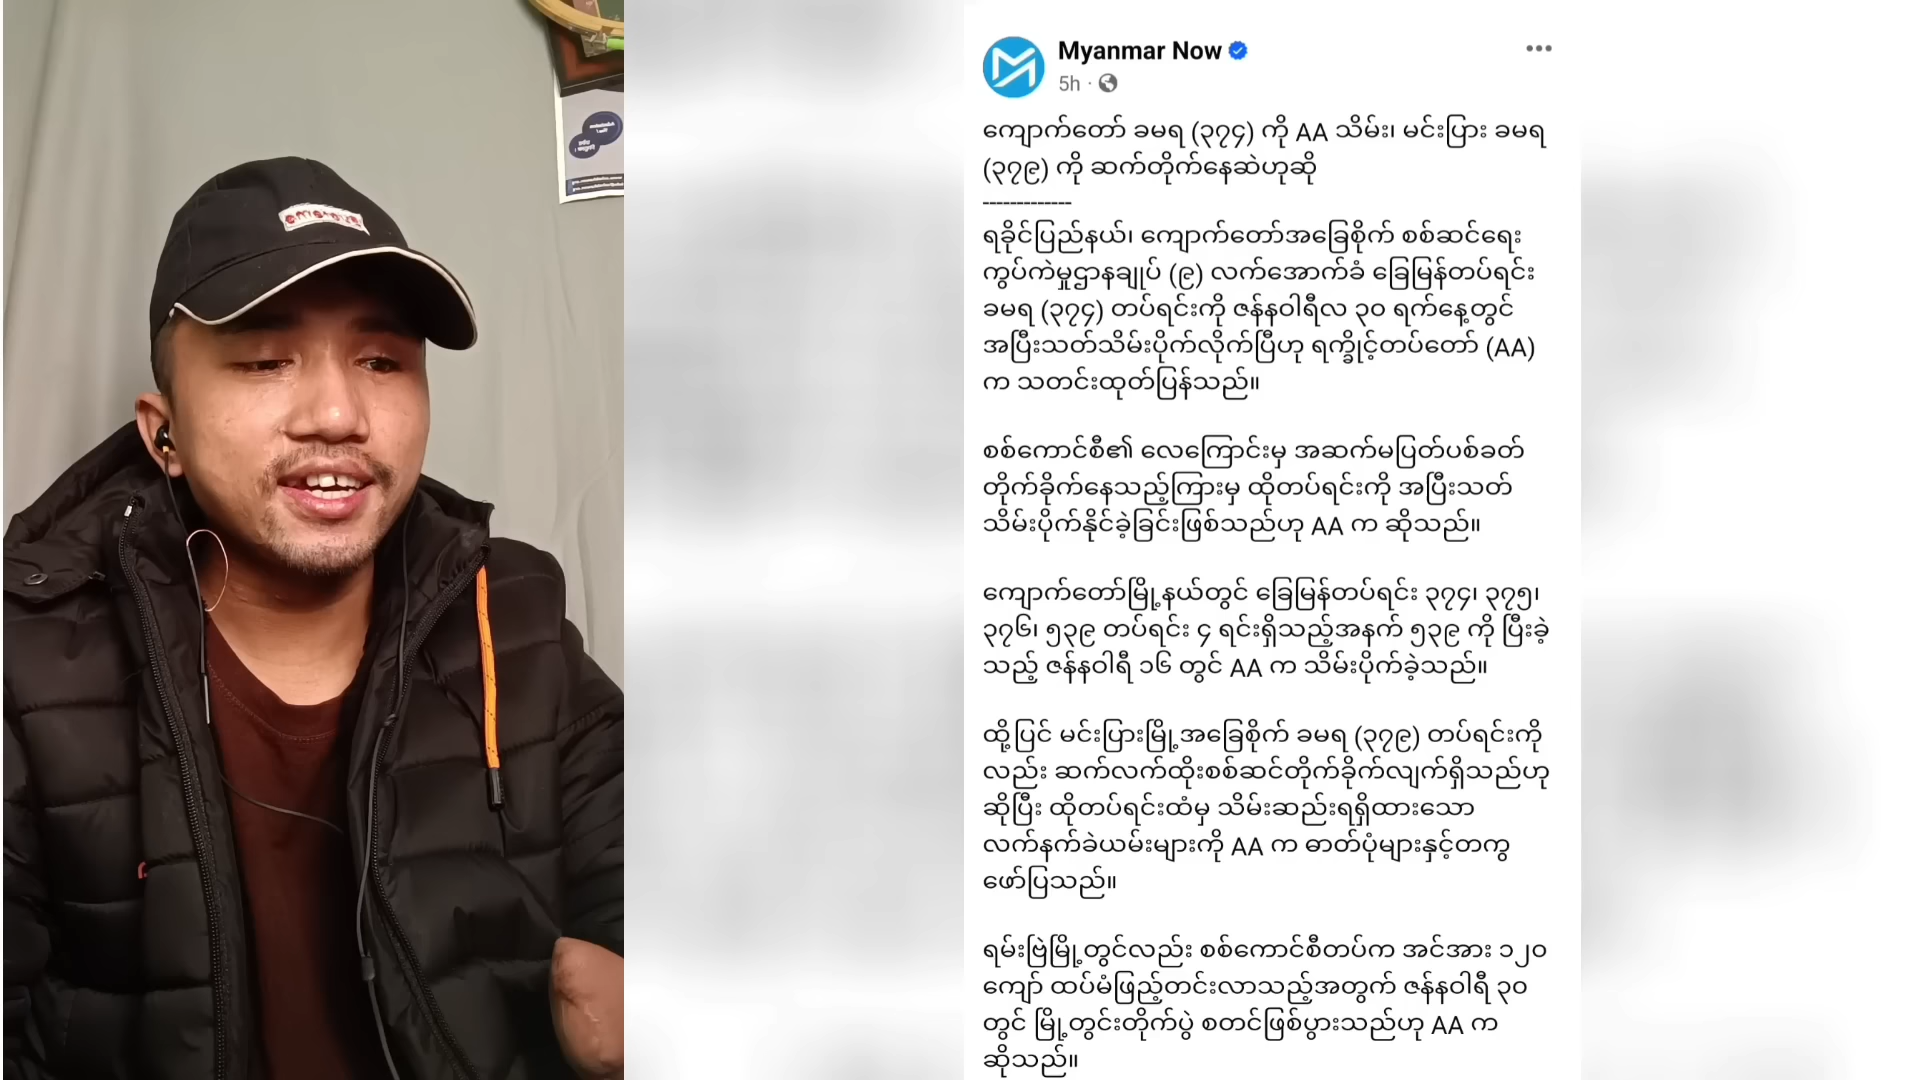 Myanmar Now
5h
ကျောက်တော် ခမရ (၃၇၄) ကို AA သိမ်း၊ မင်းပြား ခမရ
(၃၇၉) ကို ဆက်တိုက်နေဆဲဟုဆို
-------------
ရခိုင်ပြည်နယ်၊ ကျောက်တော်အခြေစိုက် စစ်ဆင်ရေး
ကွပ်ကဲမှုဌာနချုပ် (၉) လက်အောက်ခံ ခြေမြန်တပ်ရင်း
ခမရ (၃၇၄) တပ်ရင်းကို ဇန်နဝါရီလ ၃၀ ရက်နေ့တွင်
အပြီးသတ်သိမ်းပိုက်လိုက်ပြီဟု ရက္ခိုင့်တပ်တော် (AA)
က သတင်းထုတ်ပြန်သည်။
စစ်ကောင်စီ၏ လေကြောင်းမှ အဆက်မပြတ်ပစ်ခတ်
တိုက်ခိုက်နေသည့်ကြားမှ ထိုတပ်ရင်းကို အပြီးသတ်
သိမ်းပိုက်နိုင်ခဲ့ခြင်းဖြစ်သည်ဟု AA က ဆိုသည်။
ကျောက်တော်မြို့နယ်တွင် ခြေမြန်တပ်ရင်း ၃၇၄၊ ၃၇၅၊
၃၇၆၊ ၅၃၉ တပ်ရင်း ၄ ရင်းရှိသည့်အနက် ၅၃၉ ကို ပြီးခဲ့
သည့် ဇန်နဝါရီ ၁၆ တွင် AA က သိမ်းပိုက်ခဲ့သည်။
ထို့ပြင် မင်းပြားမြို့အခြေစိုက် ခမရ (၃၇၉) တပ်ရင်းကို
လည်း ဆက်လက်ထိုးစစ်ဆင်တိုက်ခိုက်လျက်ရှိသည်ဟု
ဆိုပြီး ထိုတပ်ရင်းထံမှ သိမ်းဆည်းရရှိထားသော
လက်နက်ခဲယမ်းများကို AA က ဓာတ်ပုံများနှင့်တကွ
ဖော်ပြသည်။
ရမ်းဗြဲမြို့တွင်လည်း စစ်ကောင်စီတပ်က အင်အား ၁၂၀
ကျော် ထပ်မံဖြည့်တင်းလာသည့်အတွက် ဇန်နဝါရီ ၃၀
တွင် မြို့တွင်းတိုက်ပွဲ စတင်ဖြစ်ပွားသည်ဟု AA က
ဆိုသည်။